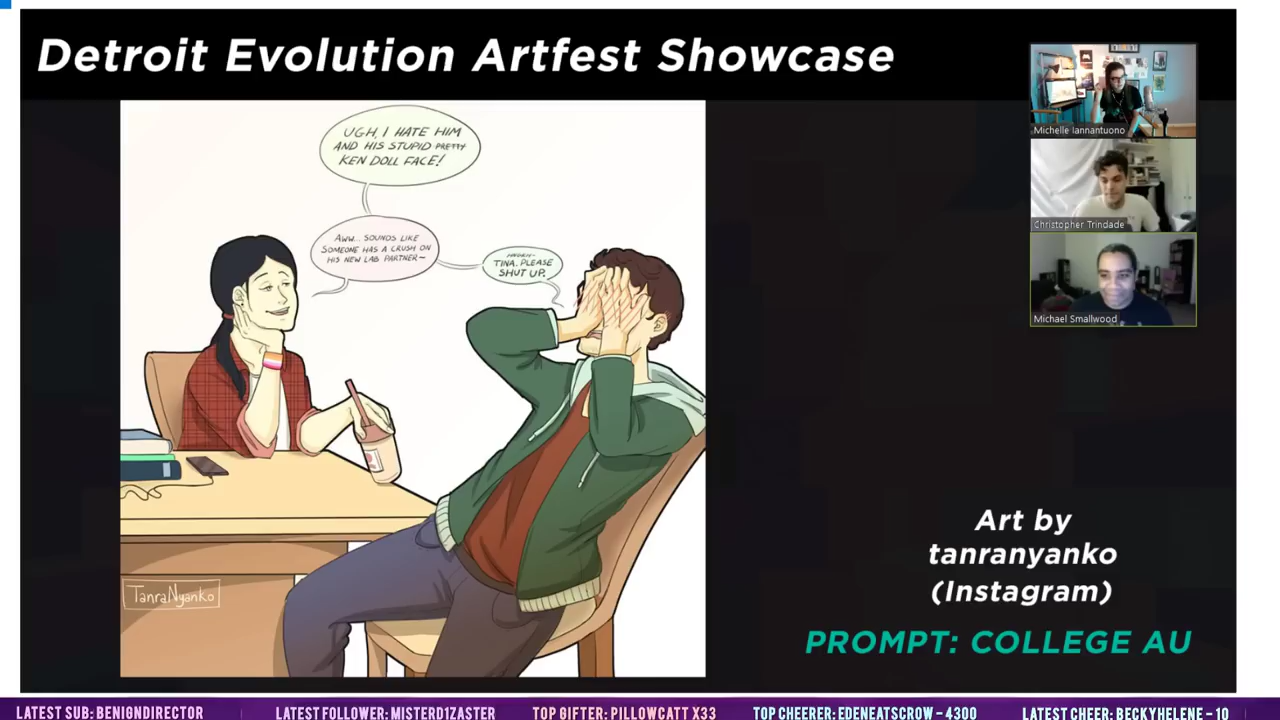 Detroit Evolution Artfest Showcase
UGH, I HATE HIM
AND HIS STUPID PRETTY
KEN DOLL FACE!
AWW... SOUNDS LIKE
SOMEONE HAS A CRUSH ON
HIS NEW LAB PARTNER~
TINA, PLEASE
SHUT UP.
TanraNyanko
Michelle Iannantuono
Christopher Trindade
Michael Smallwood
Art by
tanranyanko
(Instagram)
PROMPT: COLLEGE AU
LATEST SUB: BENIGNDIRECTOR
LATEST FOLLOWER: MISTERD1ZASTER
TOP GIFTER: PILLOWCATT X33
TOP CHEERER: EDENEATSCROW - 4300
LATEST CHEER: BECKYHELENE - 10